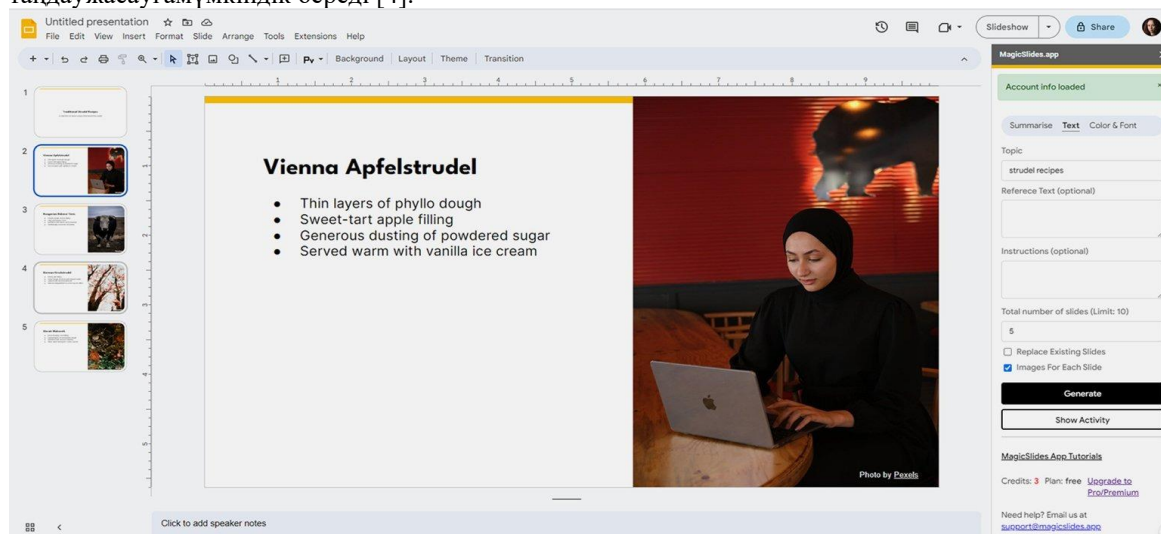 Untitled presentation
File Edit View Insert Format Slide Arrange Tools Extensions Help
Slideshow
Share
Background Layout Theme Transition
1
2
3
4
5
Vienna Apfelstrudel
● Thin layers of phyllo dough
● Sweet-tart apple filling
● Generous dusting of powdered sugar
● Served warm with vanilla ice cream
Photo by Pexels
Click to add speaker notes
MagicSlides.app
Account info loaded
Summarise Text Color & Font
Topic
strudel recipes
Referece Text (optional)
Instructions (optional)
Total number of slides (Limit: 10)
5
Replace Existing Slides
Images For Each Slide
Generate
Show Activity
MagicSlides App Tutorials
Credits: 3 Plan: free Upgrade to
Pro/Premium
Need help? Email us at
support@magicslides.app